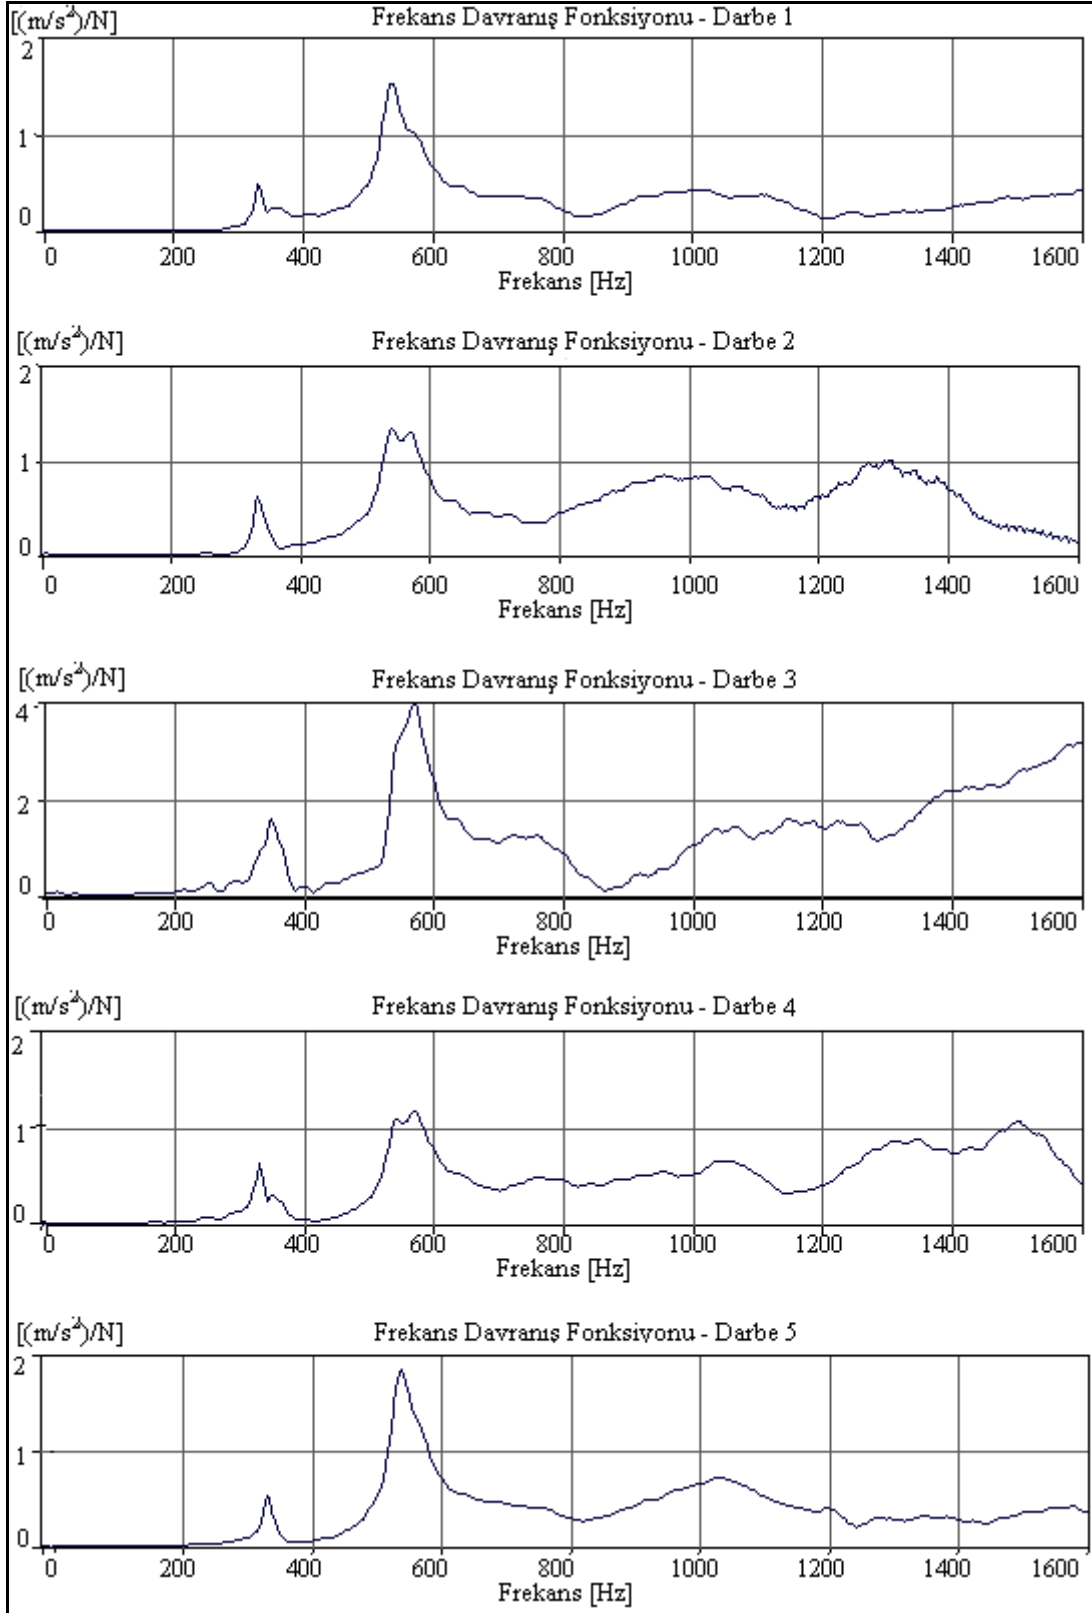 [(m/s²)/N] Frekans Davranış Fonksiyonu - Darbe 1
2
1
0
0 200 400 600 800 1000 1200 1400 1600
Frekans [Hz]
[(m/s²)/N] Frekans Davranış Fonksiyonu - Darbe 2
2
1
0
0 200 400 600 800 1000 1200 1400 1600
Frekans [Hz]
[(m/s²)/N] Frekans Davranış Fonksiyonu - Darbe 3
4
2
0
0 200 400 600 800 1000 1200 1400 1600
Frekans [Hz]
[(m/s²)/N] Frekans Davranış Fonksiyonu - Darbe 4
2
1
0
0 200 400 600 800 1000 1200 1400 1600
Frekans [Hz]
[(m/s²)/N] Frekans Davranış Fonksiyonu - Darbe 5
2
1
0
0 200 400 600 800 1000 1200 1400 1600
Frekans [Hz]